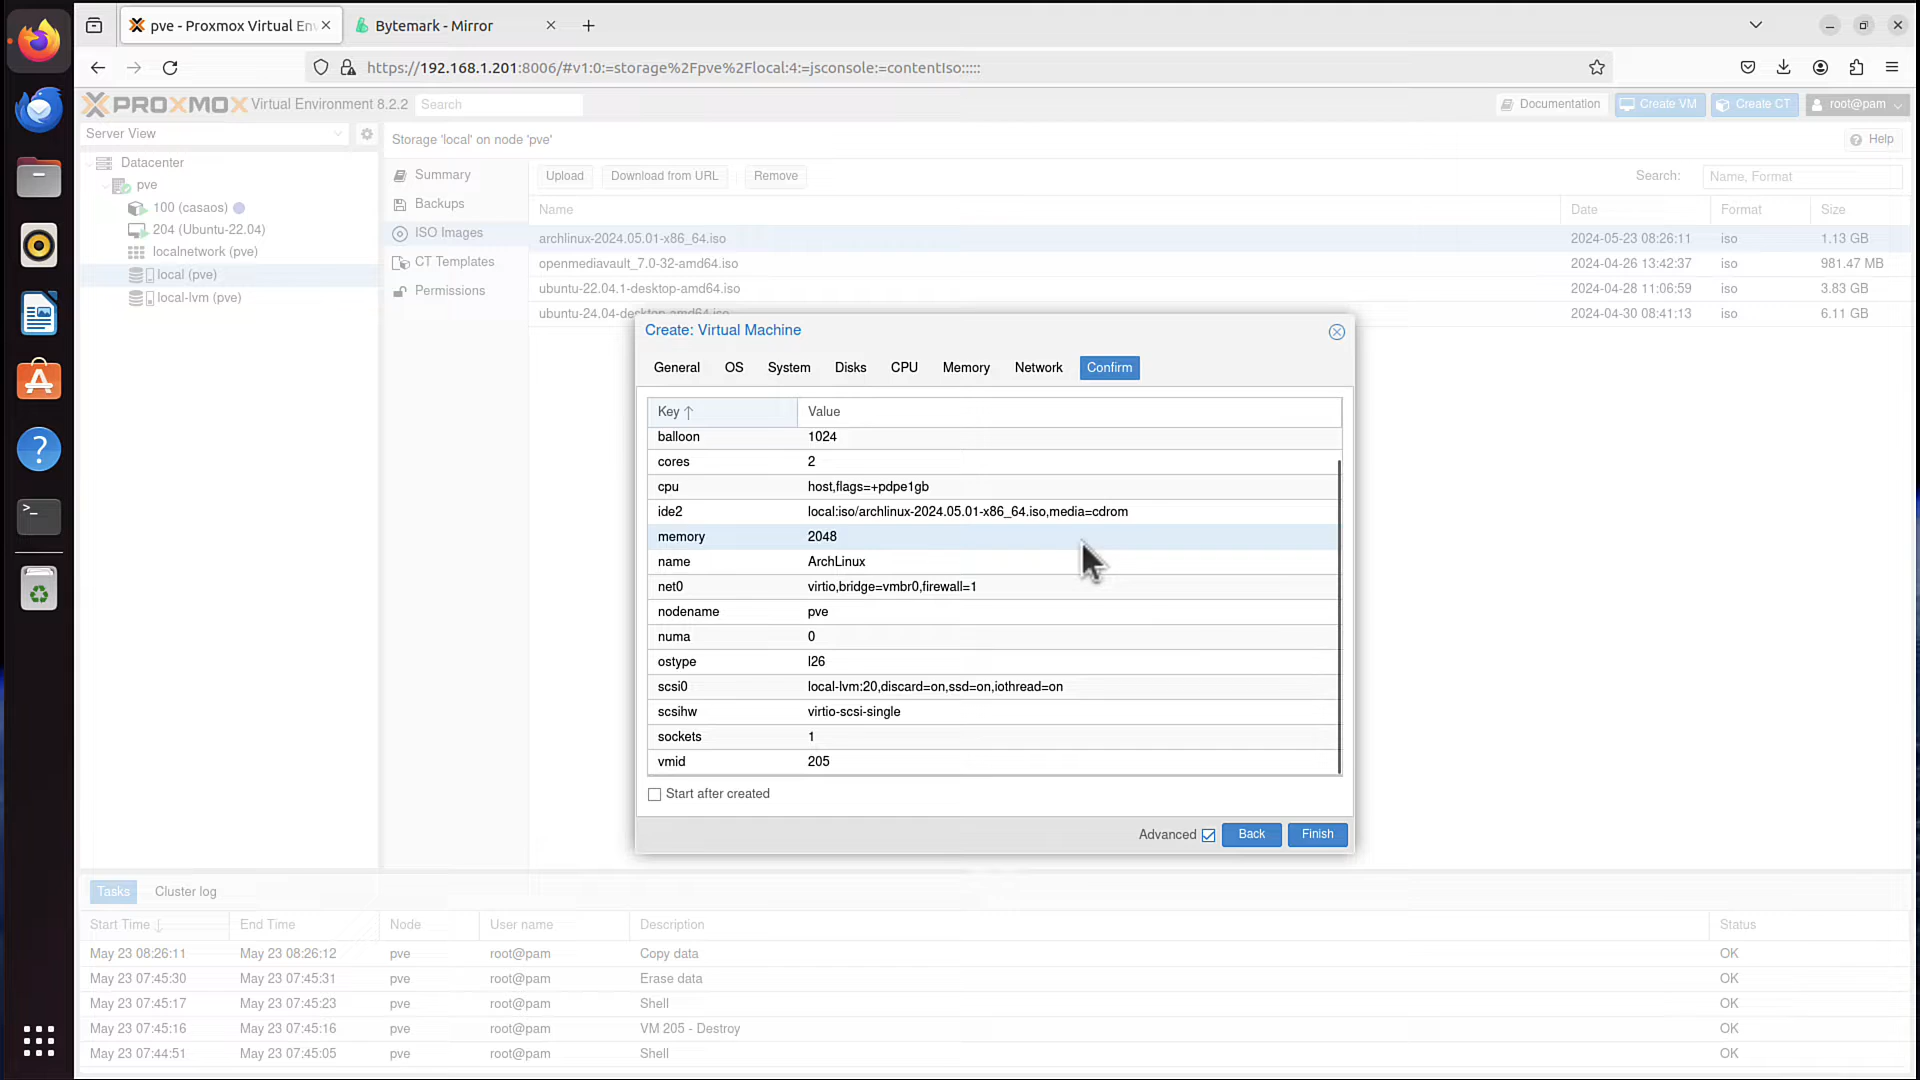 pve - Proxmox Virtual En
Bytemark - Mirror
https://192.168.1.201:8006/#v1:0:=storage%2Fpve%2Flocal:4:=jsconsole:=contentIso:::::
PROXMOX Virtual Environment 8.2.2
Search
Documentation
Create VM
Create CT
root@pam
Server View
Storage 'local' on node 'pve'
Help
Datacenter
pve
100 (casaos)
204 (Ubuntu-22.04)
localnetwork (pve)
local (pve)
local-lvm (pve)
Summary
Backups
ISO Images
CT Templates
Permissions
Upload
Download from URL
Remove
Search:
Name, Format
Name Date Format Size
archlinux-2024.05.01-x86_64.iso 2024-05-23 08:26:11 iso 1.13 GB
openmediavault_7.0-32-amd64.iso 2024-04-26 13:42:37 iso 981.47 MB
ubuntu-22.04.1-desktop-amd64.iso 2024-04-28 11:06:59 iso 3.83 GB
ubuntu-24.04-desktop-amd64.iso 2024-04-30 08:41:13 iso 6.11 GB
Create: Virtual Machine
General OS System Disks CPU Memory Network Confirm
Key Value
balloon 1024
cores 2
cpu host,flags=+pdpe1gb
ide2 local:iso/archlinux-2024.05.01-x86_64.iso,media=cdrom
memory 2048
name ArchLinux
net0 virtio,bridge=vmbr0,firewall=1
nodename pve
numa 0
ostype l26
scsi0 local-lvm:20,discard=on,ssd=on,iothread=on
scsihw virtio-scsi-single
sockets 1
vmid 205
Start after created
Advanced Back Finish
Tasks Cluster log
Start Time End Time Node User name Description Status
May 23 08:26:11 May 23 08:26:12 pve root@pam Copy data OK
May 23 07:45:30 May 23 07:45:31 pve root@pam Erase data OK
May 23 07:45:17 May 23 07:45:23 pve root@pam Shell OK
May 23 07:45:16 May 23 07:45:16 pve root@pam VM 205 - Destroy OK
May 23 07:44:51 May 23 07:45:05 pve root@pam Shell OK